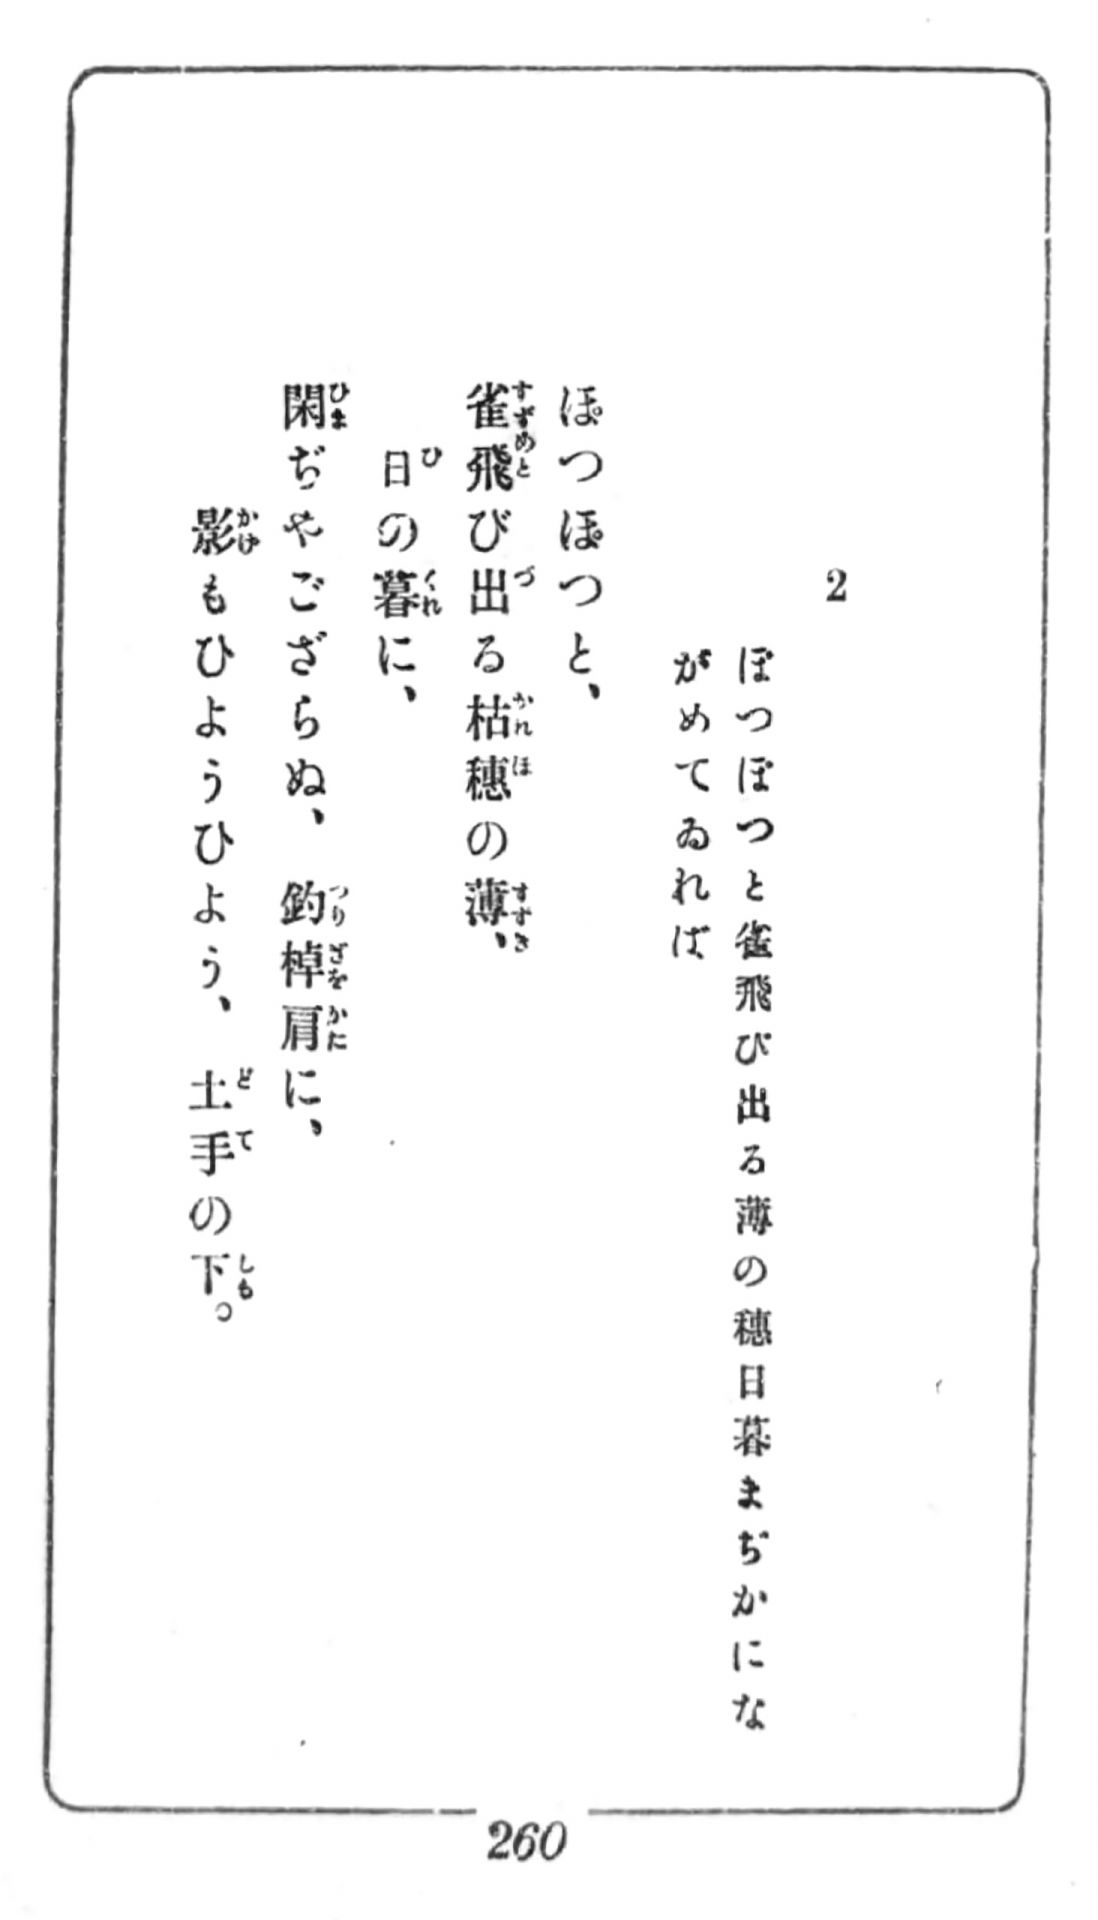 2
ぽつぽつと雀飛び出る薄の穂日暮まぢかにな
がめてゐれば
ぽつぽつと、
雀飛び出る枯穂の薄、
日の暮に、
閑ぢやござらぬ、釣棹肩に、
影もひようひよう、土手の下。
260